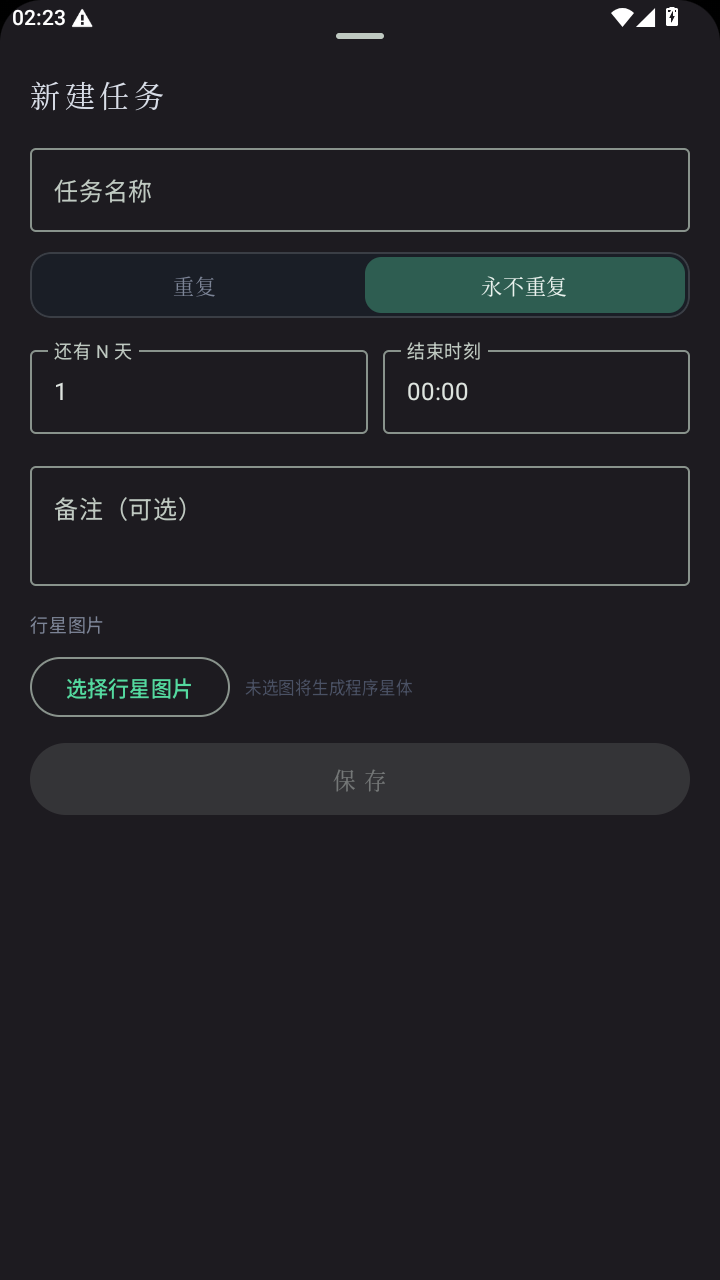 02:23
新建任务
任务名称
重复
永不重复
还有 N 天
结束时刻
1
00:00
备注（可选）
行星图片
选择行星图片
未选图将生成程序星体
保存